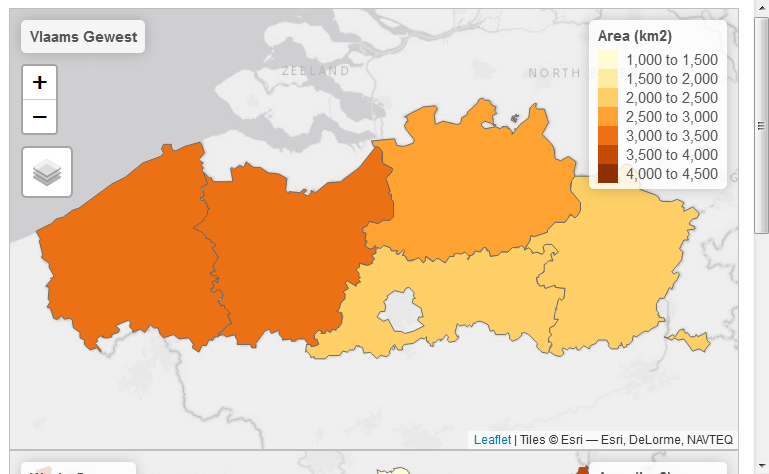 Vlaams Gewest
Area (km2)
1,000 to 1,500
1,500 to 2,000
2,000 to 2,500
2,500 to 3,000
3,000 to 3,500
3,500 to 4,000
4,000 to 4,500
+
−
ZEELAND
NORTH
Leaflet | Tiles © Esri — Esri, DeLorme, NAVTEQ